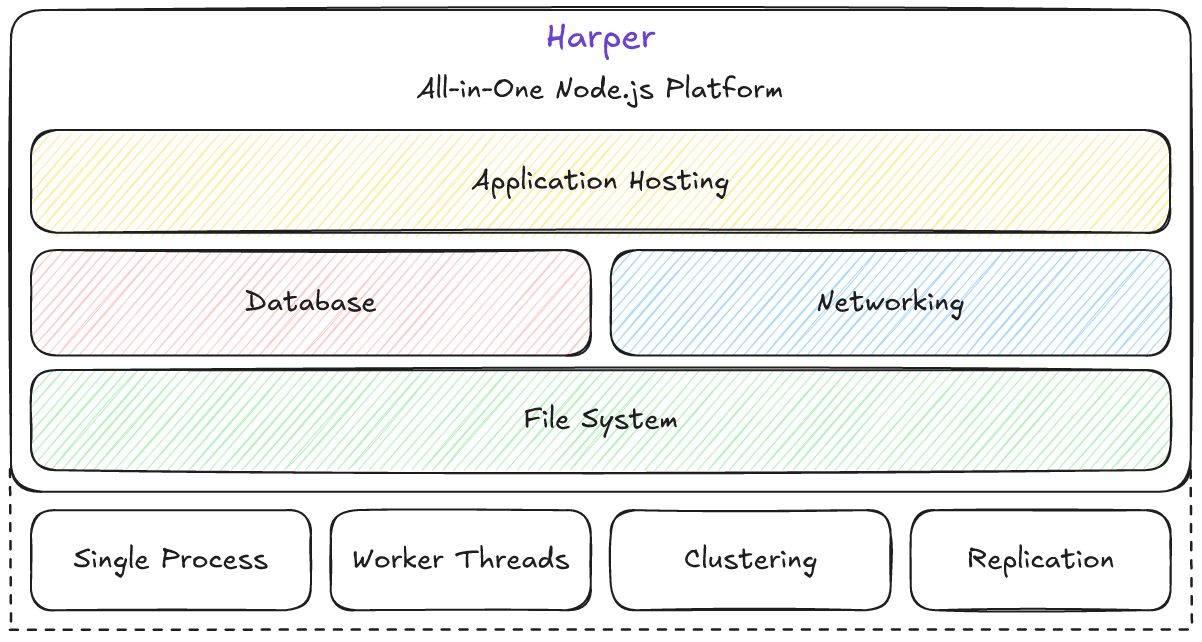 Harper
All-in-One Node.js Platform
Application Hosting
Database
Networking
File System
Single Process
Worker Threads
Clustering
Replication